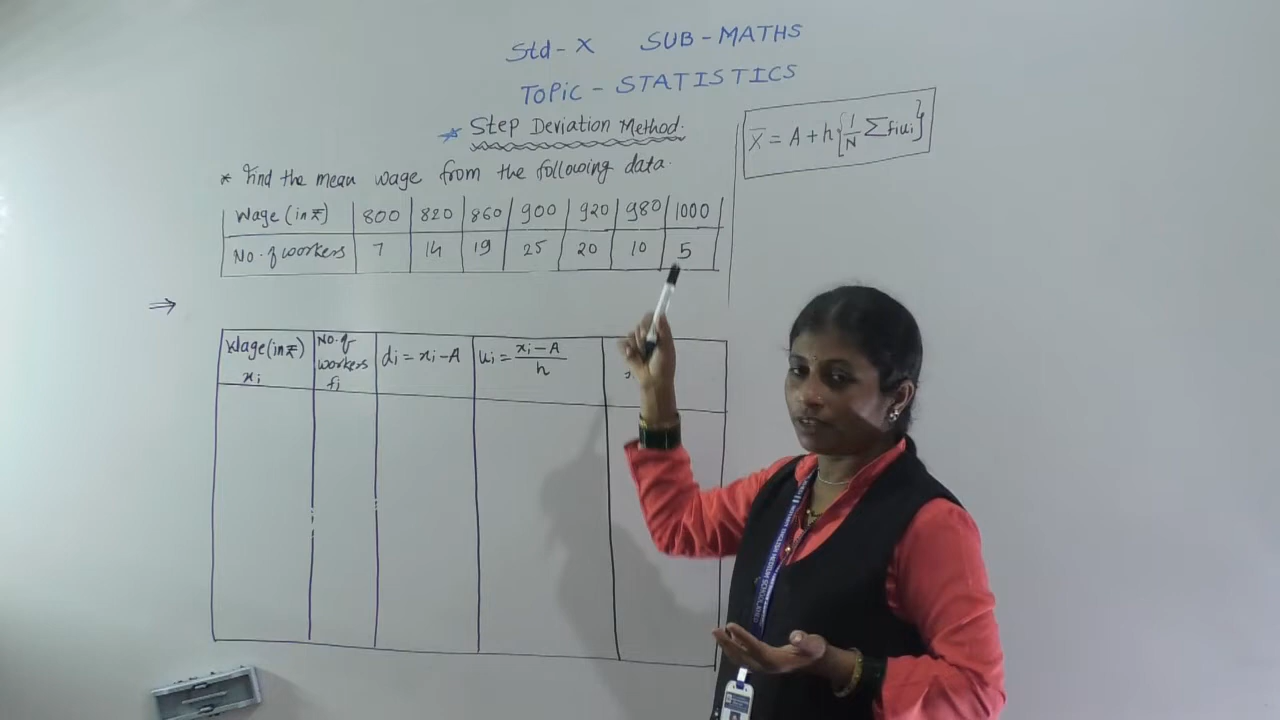 Std - X SUB - MATHS
TOPIC - STATISTICS
* Step Deviation Method.
X̄ = A + h{1/N Σfiui}
* Find the mean wage from the following data.
Wage (in ₹) 800 820 860 900 920 980 1000
No. of workers 7 14 19 25 20 10 5
⇒
Wage (in ₹) xi No. of workers fi di = xi - A ui = xi - A / h